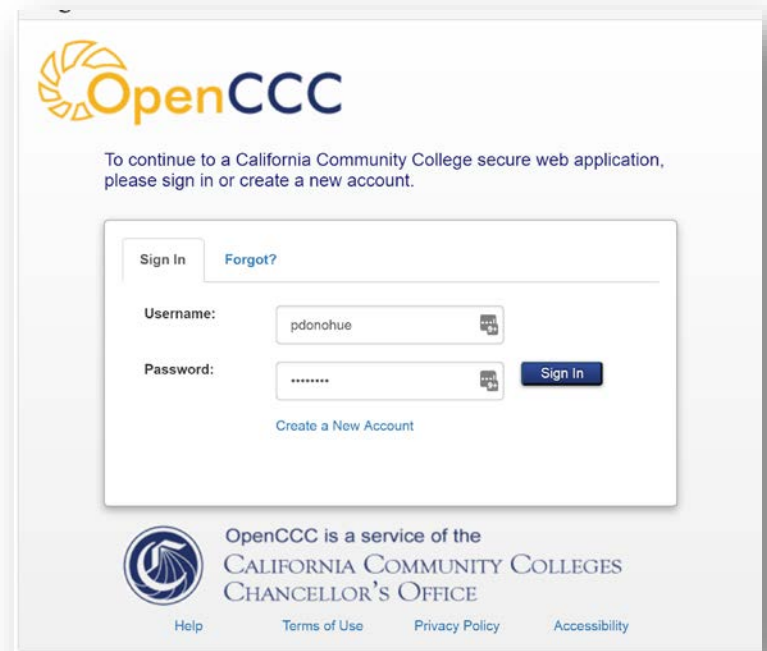 OpenCCC
To continue to a California Community College secure web application,
please sign in or create a new account.
Sign In Forgot?
Username: pdonohue
Password: ........ Sign In
Create a New Account
OpenCCC is a service of the
CALIFORNIA COMMUNITY COLLEGES
CHANCELLOR'S OFFICE
Help Terms of Use Privacy Policy Accessibility